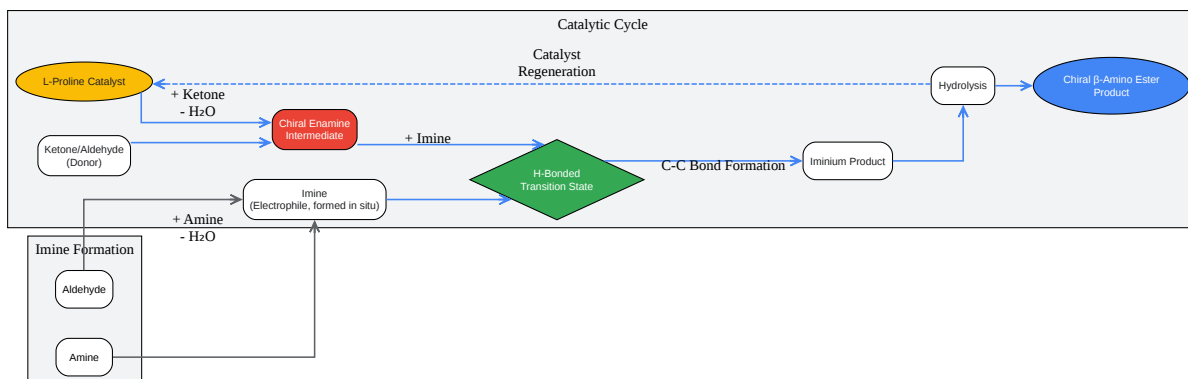 Catalytic Cycle
Catalyst
Regeneration
L-Proline Catalyst
+ Ketone
- H₂O
Hydrolysis
Chiral β-Amino Ester
Product
Chiral Enamine
Intermediate
+ Imine
Ketone/Aldehyde
(Donor)
H-Bonded
Transition State
C-C Bond Formation
Iminium Product
Imine
(Electrophile, formed in situ)
+ Amine
- H₂O
Imine Formation
Aldehyde
Amine